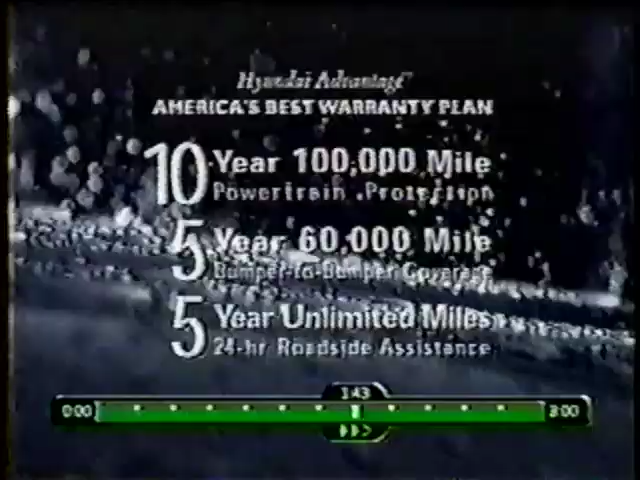 Hyundai Advantage™
AMERICA'S BEST WARRANTY PLAN
10 Year 100,000 Mile
Powertrain Protection
5 Year 60,000 Mile
Bumper-to-Bumper Coverage
5 Year Unlimited Miles
24-hr Roadside Assistance
1:43
0:00 3:00